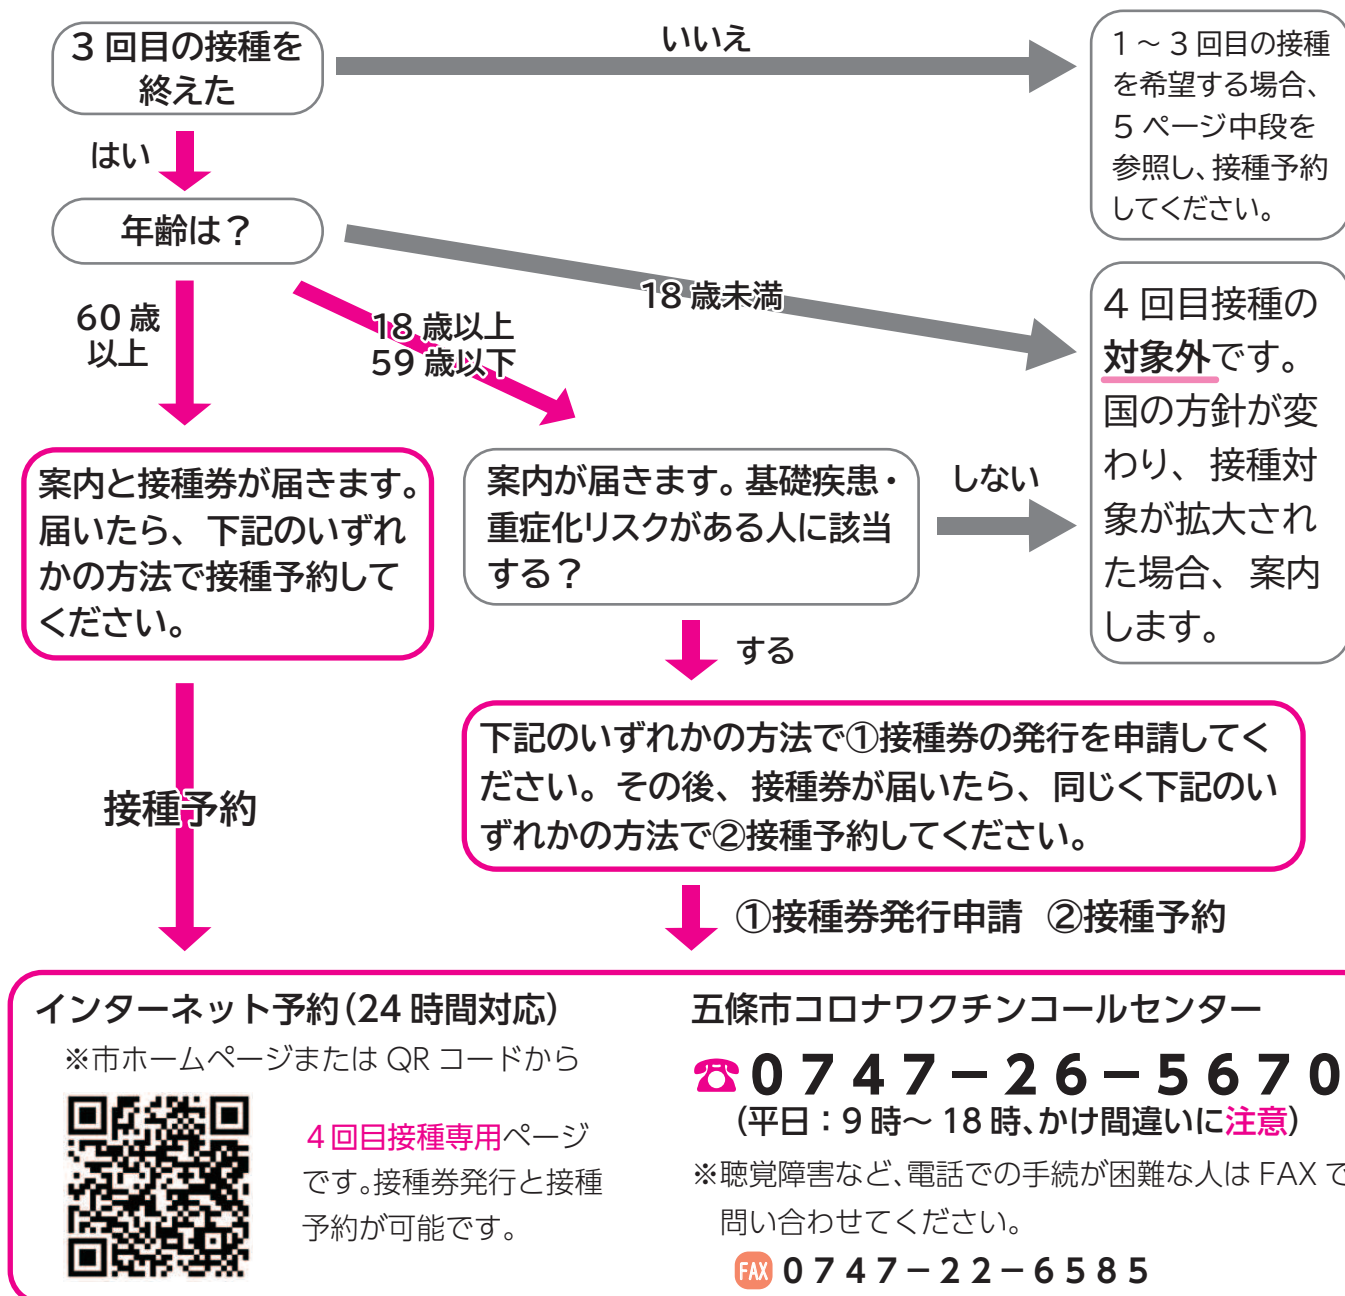 3 回目の接種を
終えた
いいえ
1 ～ 3 回目の接種
を希望する場合、
5 ページ中段を
参照し、接種予約
してください。
はい
年齢は？
18 歳未満
60 歳
以上
18 歳以上
59 歳以下
4 回目接種の
対象外です。
国の方針が変
わり、接種対
象が拡大され
た場合、案内
します。
案内と接種券が届きます。
届いたら、下記のいずれ
かの方法で接種予約して
ください。
案内が届きます。基礎疾患・
重症化リスクがある人に該当
する？
しない
する
下記のいずれかの方法で①接種券の発行を申請してく
ださい。その後、接種券が届いたら、同じく下記のい
ずれかの方法で②接種予約してください。
接種予約
①接種券発行申請 ②接種予約
インターネット予約（24 時間対応）
※市ホームページまたは QR コードから
4 回目接種専用ページ
です。接種券発行と接種
予約が可能です。
五條市コロナワクチンコールセンター
☎0747－26－5670
（平日：9 時～ 18 時、かけ間違いに注意）
※聴覚障害など、電話での手続が困難な人は FAX で
問い合わせてください。
FAX 0747－22－6585